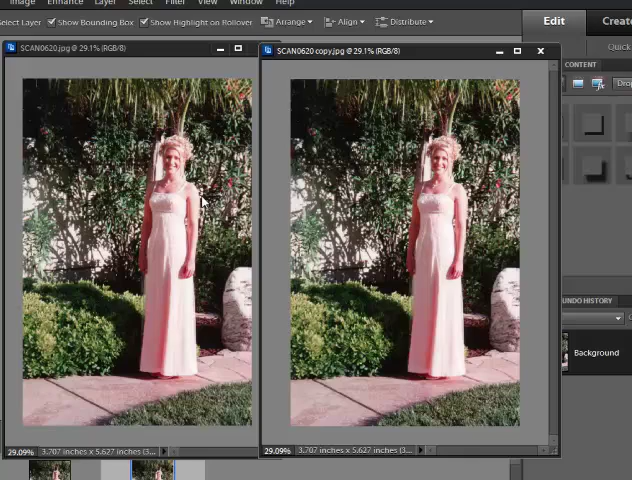 Image Enhance Layer Select Filter View Window Help
Select Layer Show Bounding Box Show Highlight on Rollover Arrange Align Distribute
Edit Create
Quick
SCAN0620.jpg @ 29.1% (RGB/8)
SCAN0620 copy.jpg @ 29.1% (RGB/8)
CONTENT
UNDO HISTORY
Background
29.09% 3.707 inches x 5.627 inches (3...
29.09% 3.707 inches x 5.627 inches (3...